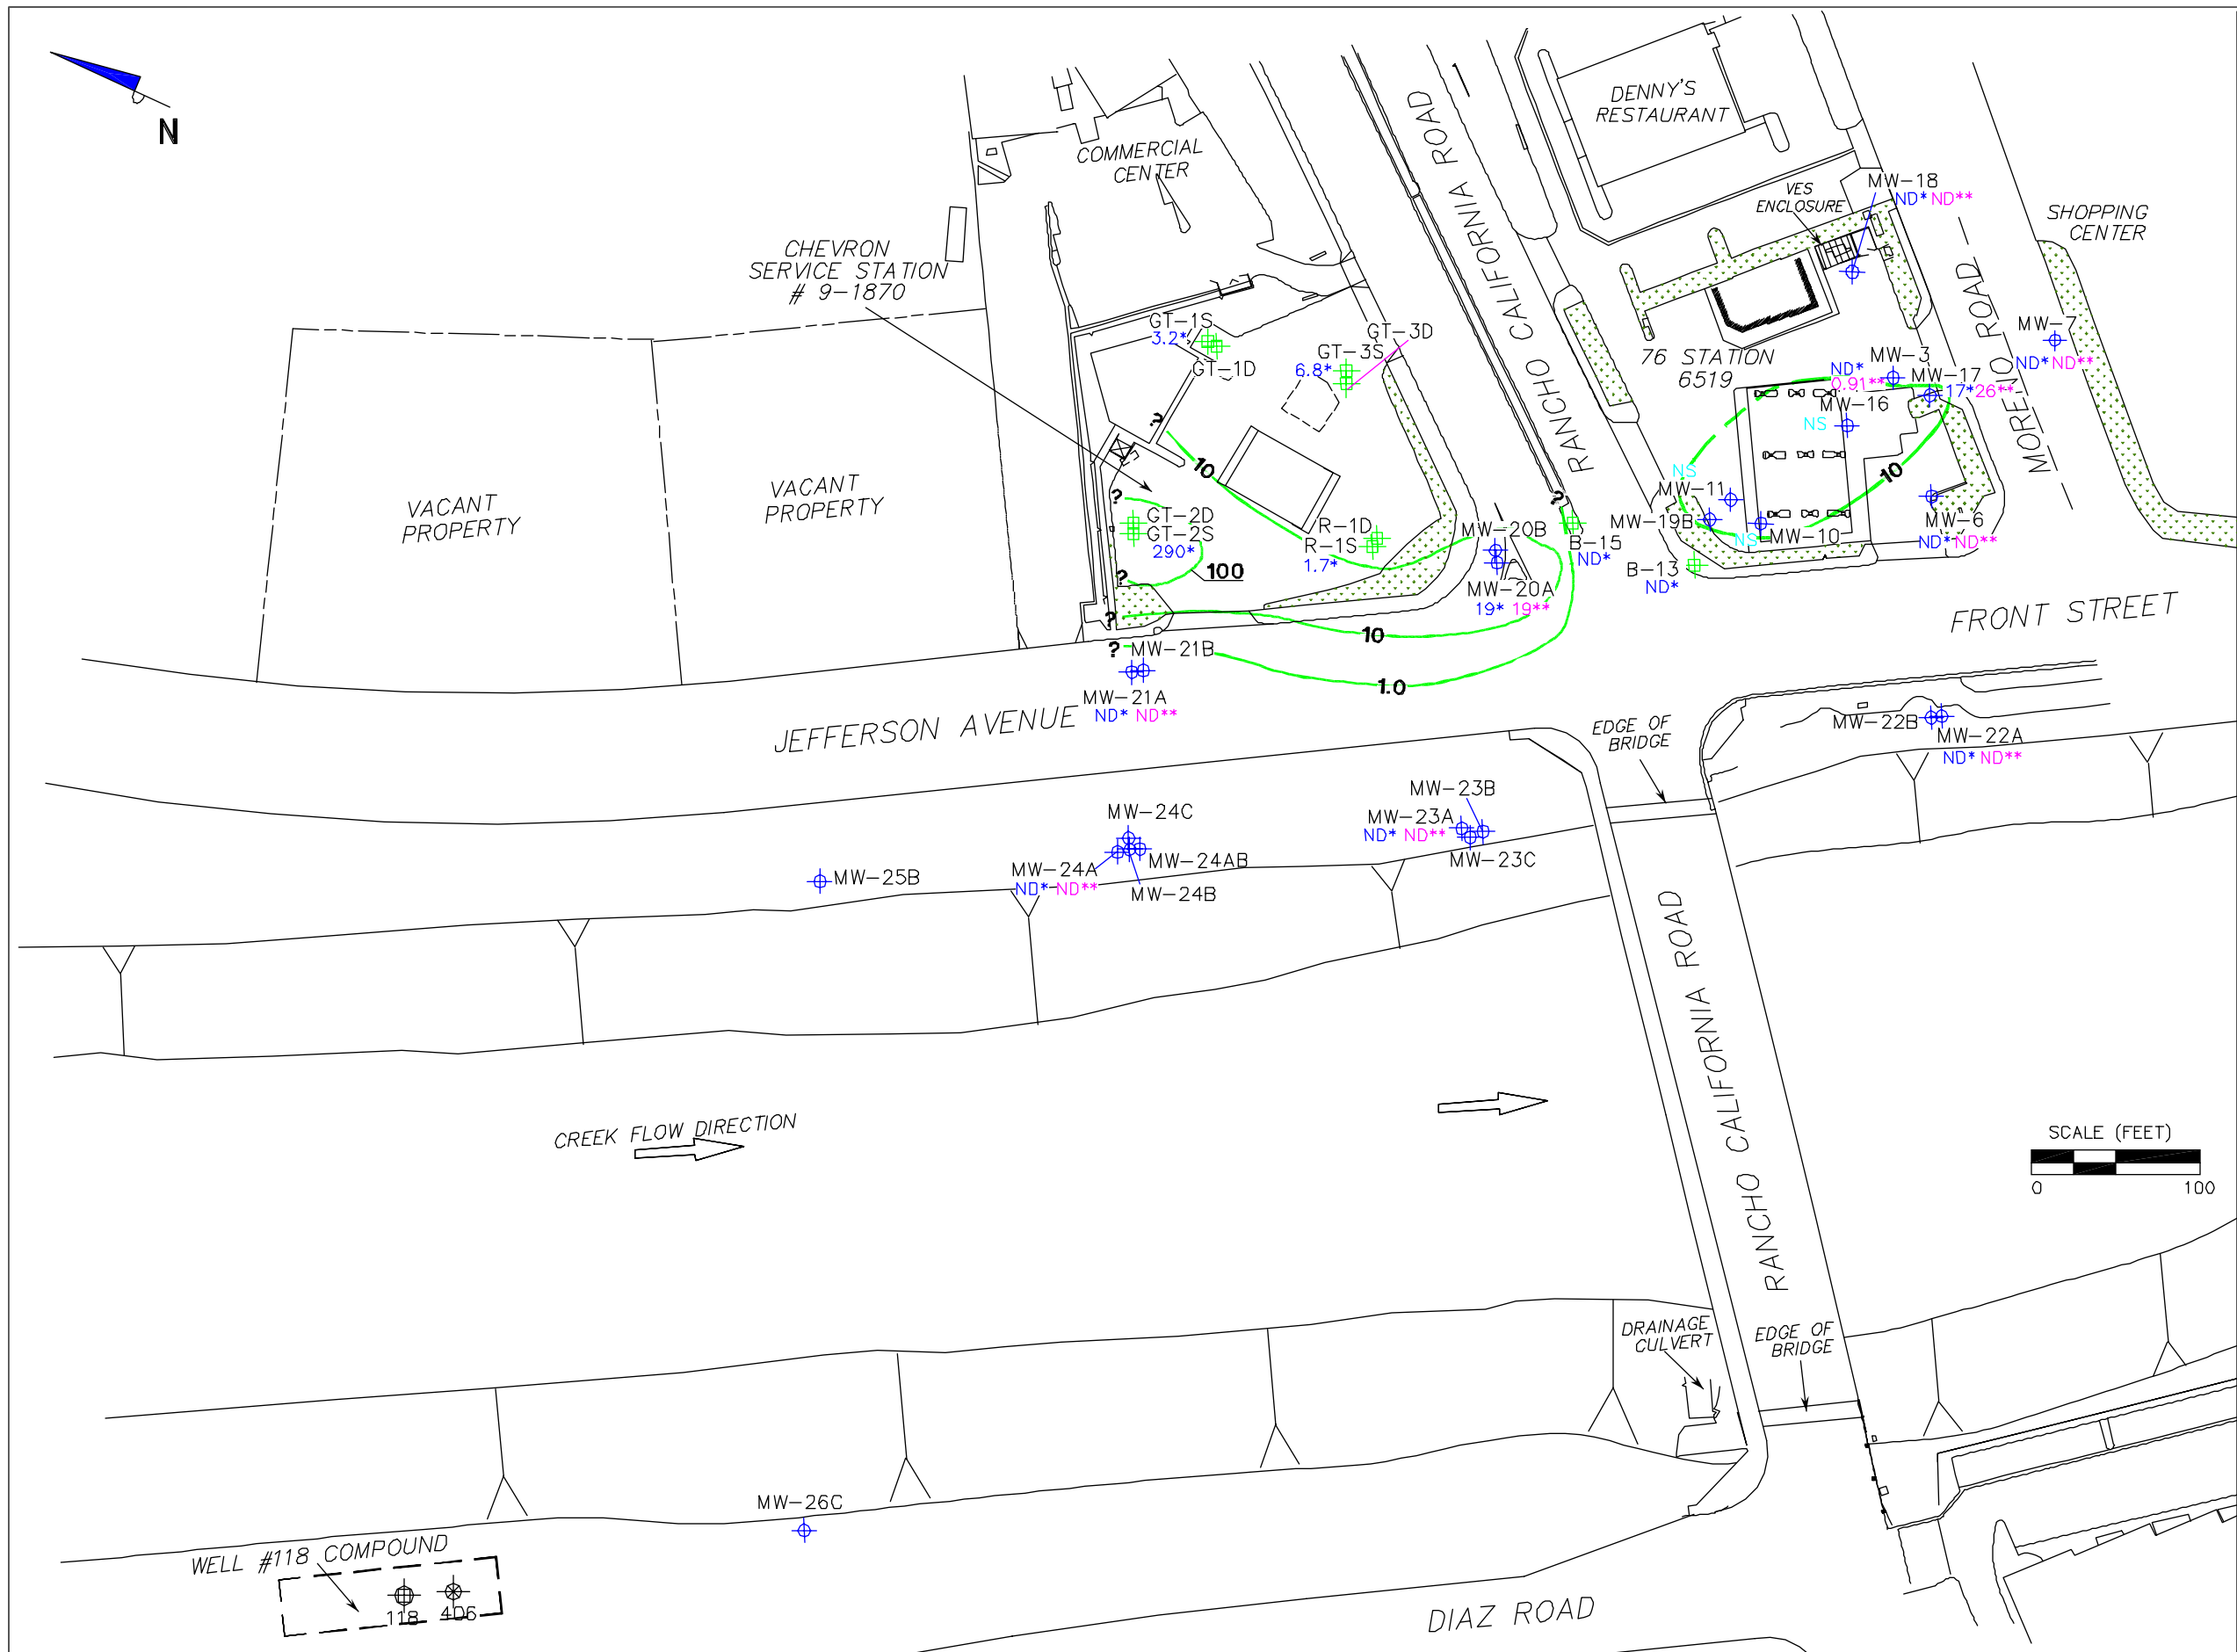 N
COMMERCIAL
CENTER
RANCHO CALIFORNIA ROAD
DENNY'S
RESTAURANT
VES
ENCLOSURE
MW-18
ND* ND**
SHOPPING
CENTER
CHEVRON
SERVICE STATION
# 9-1870
GT-1S
3.2*
GT-1D
GT-3D
GT-3S
6.8*
76 STATION
6519
MORENO ROAD
MW-7
ND* ND**
MW-3
ND*
0.91**
MW-17
17* 26**
MW-16
NS
?
10
10
VACANT
PROPERTY
VACANT
PROPERTY
?
GT-2D
GT-2S
290*
100
?
R-1D
R-1S
1.7*
MW-20B
MW-20A
19* 19**
?
B-15
ND*
NS
MW-11
MW-19B
NS
MW-10
B-13
ND*
MW-6
ND* ND**
?
10
FRONT STREET
?
MW-21B
1.0
MW-21A
ND* ND**
JEFFERSON AVENUE
EDGE OF
BRIDGE
MW-22B
MW-22A
ND* ND**
MW-24C
MW-24A
ND* ND**
MW-24AB
MW-24B
MW-23B
MW-23A
ND* ND**
MW-23C
MW-25B
RANCHO CALIFORNIA ROAD
CREEK FLOW DIRECTION
SCALE (FEET)
0 100
DRAINAGE
CULVERT
EDGE OF
BRIDGE
MW-26C
WELL #118 COMPOUND
118 406
DIAZ ROAD